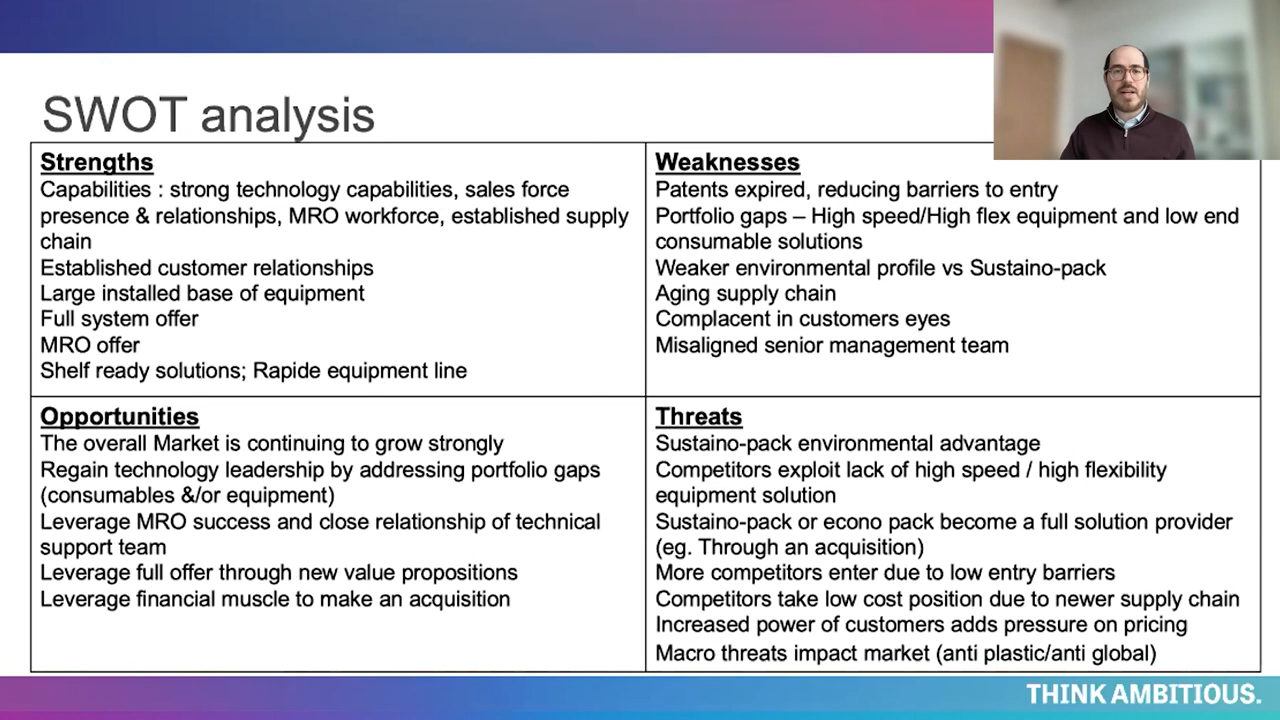 SWOT analysis
Strengths
Capabilities : strong technology capabilities, sales force
presence & relationships, MRO workforce, established supply
chain
Established customer relationships
Large installed base of equipment
Full system offer
MRO offer
Shelf ready solutions; Rapide equipment line
Weaknesses
Patents expired, reducing barriers to entry
Portfolio gaps – High speed/High flex equipment and low end
consumable solutions
Weaker environmental profile vs Sustaino-pack
Aging supply chain
Complacent in customers eyes
Misaligned senior management team
Opportunities
The overall Market is continuing to grow strongly
Regain technology leadership by addressing portfolio gaps
(consumables &/or equipment)
Leverage MRO success and close relationship of technical
support team
Leverage full offer through new value propositions
Leverage financial muscle to make an acquisition
Threats
Sustaino-pack environmental advantage
Competitors exploit lack of high speed / high flexibility
equipment solution
Sustaino-pack or econo pack become a full solution provider
(eg. Through an acquisition)
More competitors enter due to low entry barriers
Competitors take low cost position due to newer supply chain
Increased power of customers adds pressure on pricing
Macro threats impact market (anti plastic/anti global)
THINK AMBITIOUS.